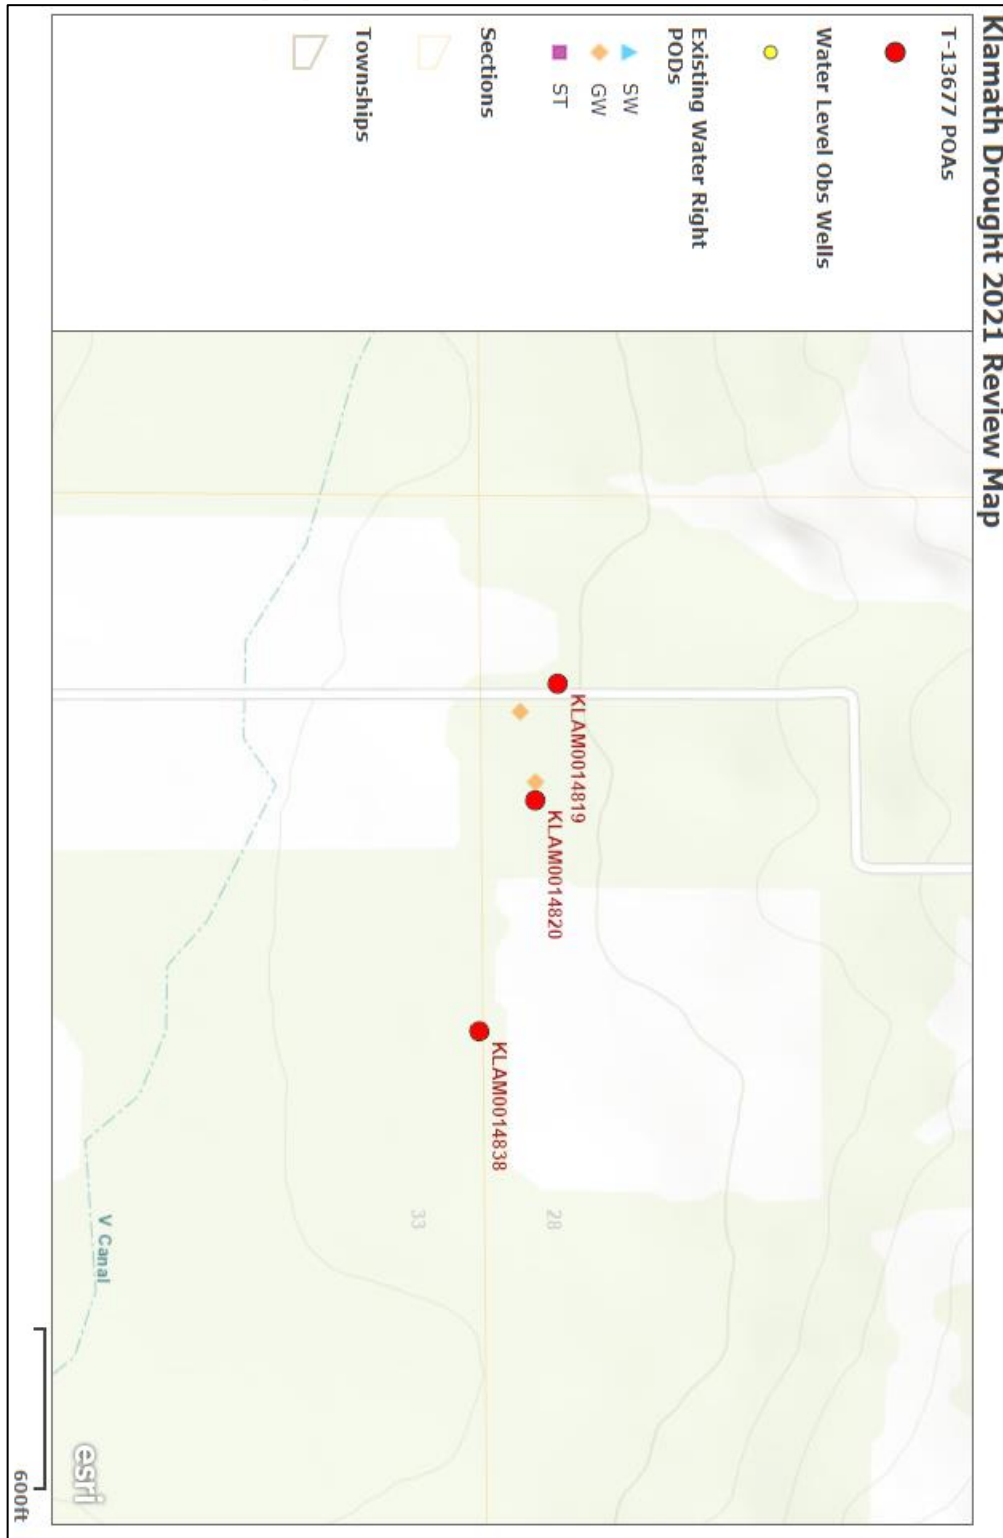 Klamath Drought 2021 Review Map
T-13677 POAs
Water Level Obs Wells
Existing Water Right
PODs
SW
GW
ST
Sections
Townships
KLAM0014819
KLAM0014820
KLAM0014838
28
33
V Canal
esri
600ft